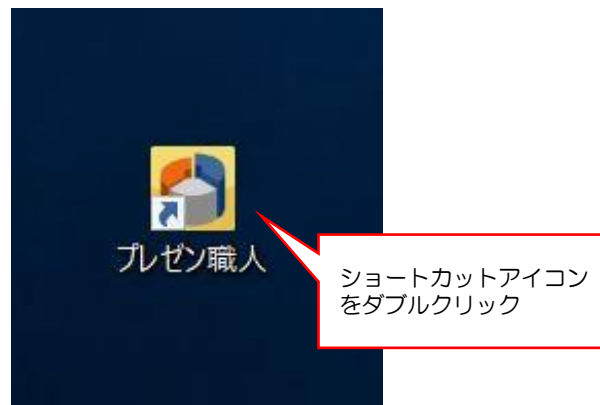 プレゼン職人
ショートカットアイコン
をダブルクリック